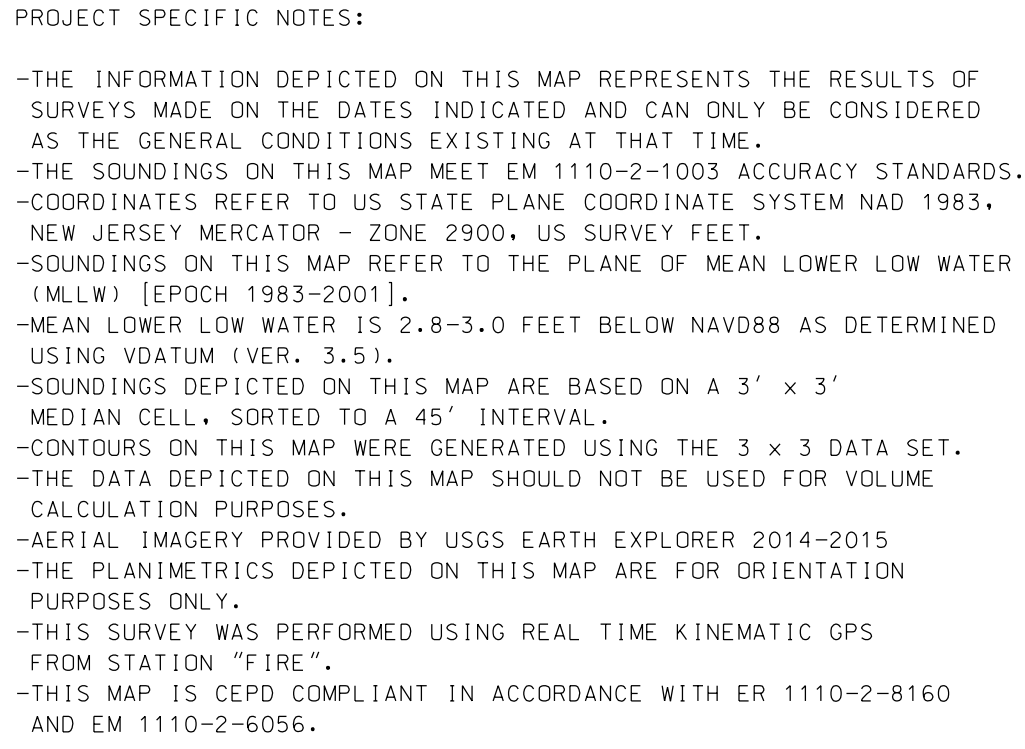 PROJECT SPECIFIC NOTES:
-THE INFORMATION DEPICTED ON THIS MAP REPRESENTS THE RESULTS OF
SURVEYS MADE ON THE DATES INDICATED AND CAN ONLY BE CONSIDERED
AS THE GENERAL CONDITIONS EXISTING AT THAT TIME.
-THE SOUNDINGS ON THIS MAP MEET EM 1110-2-1003 ACCURACY STANDARDS.
-COORDINATES REFER TO US STATE PLANE COORDINATE SYSTEM NAD 1983,
NEW JERSEY MERCATOR - ZONE 2900, US SURVEY FEET.
-SOUNDINGS ON THIS MAP REFER TO THE PLANE OF MEAN LOWER LOW WATER
(MLLW) [EPOCH 1983-2001].
-MEAN LOWER LOW WATER IS 2.8-3.0 FEET BELOW NAVD88 AS DETERMINED
USING VDATUM (VER. 3.5).
-SOUNDINGS DEPICTED ON THIS MAP ARE BASED ON A 3' x 3'
MEDIAN CELL, SORTED TO A 45' INTERVAL.
-CONTOURS ON THIS MAP WERE GENERATED USING THE 3 x 3 DATA SET.
-THE DATA DEPICTED ON THIS MAP SHOULD NOT BE USED FOR VOLUME
CALCULATION PURPOSES.
-AERIAL IMAGERY PROVIDED BY USGS EARTH EXPLORER 2014-2015
-THE PLANIMETRICS DEPICTED ON THIS MAP ARE FOR ORIENTATION
PURPOSES ONLY.
-THIS SURVEY WAS PERFORMED USING REAL TIME KINEMATIC GPS
FROM STATION "FIRE".
-THIS MAP IS CEPD COMPLIANT IN ACCORDANCE WITH ER 1110-2-8160
AND EM 1110-2-6056.